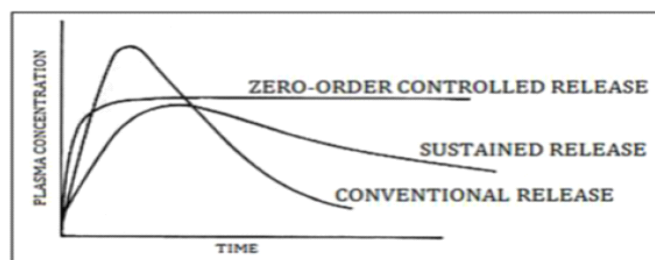 PLASMA CONCENTRATION
ZERO-ORDER CONTROLLED RELEASE
SUSTAINED RELEASE
CONVENTIONAL RELEASE
TIME